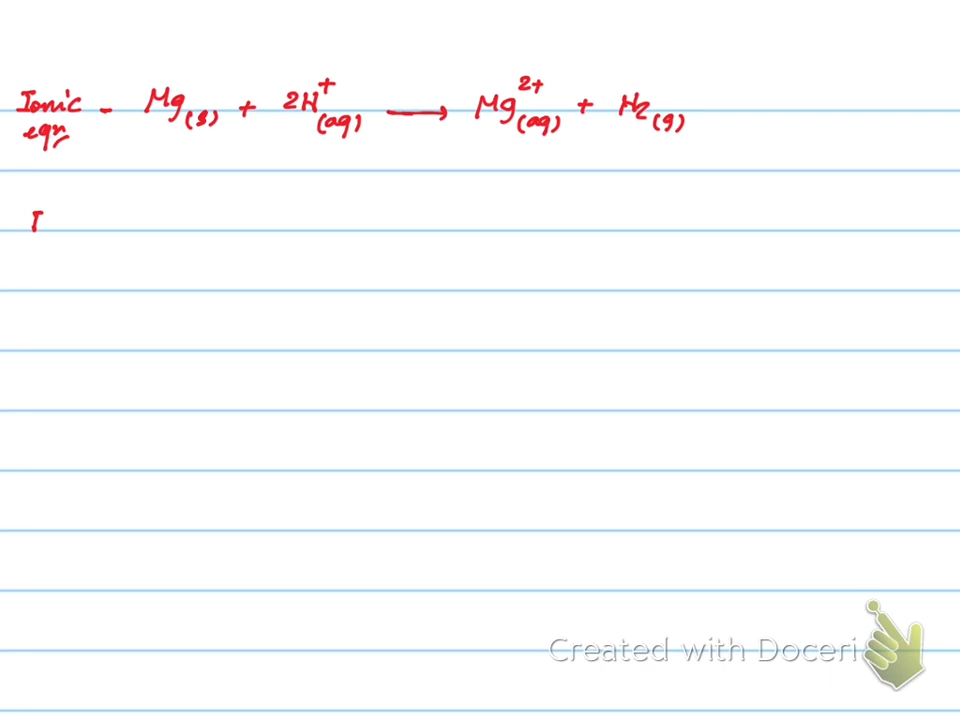 Ionic - Mg(s) + 2H⁺(aq) ⟶ Mg²⁺(aq) + H₂(g)
eqn
I
Created with Doceri